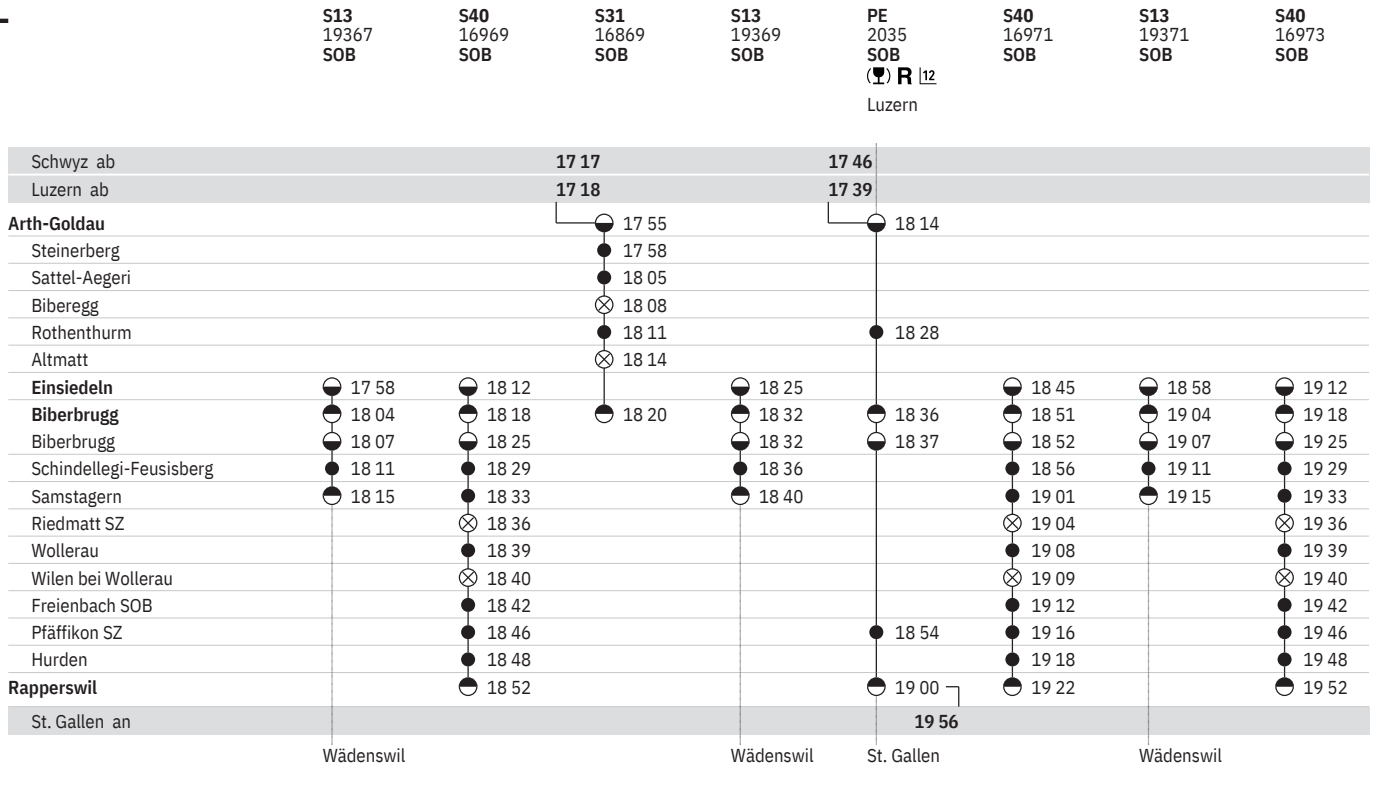 S13 S40 S31 S13 PE S40 S13 S40
19367 16969 16869 19369 2035 16971 19371 16973
SOB SOB SOB SOB SOB SOB SOB SOB
R 12
Luzern
Schwyz ab 17 17 17 46
Luzern ab 17 18 17 39
Arth-Goldau 17 55 18 14
Steinerberg 17 58
Sattel-Aegeri 18 05
Biberegg 18 08
Rothenthurm 18 11 18 28
Altmatt 18 14
Einsiedeln 17 58 18 12 18 25 18 45 18 58 19 12
Biberbrugg 18 04 18 18 18 20 18 32 18 36 18 51 19 04 19 18
Biberbrugg 18 07 18 25 18 32 18 37 18 52 19 07 19 25
Schindellegi-Feusisberg 18 11 18 29 18 36 18 56 19 11 19 29
Samstagern 18 15 18 33 18 40 19 01 19 15 19 33
Riedmatt SZ 18 36 19 04 19 36
Wollerau 18 39 19 08 19 39
Wilen bei Wollerau 18 40 19 09 19 40
Freienbach SOB 18 42 19 12 19 42
Pfäffikon SZ 18 46 18 54 19 16 19 46
Hurden 18 48 19 18 19 48
Rapperswil 18 52 19 00 19 22 19 52
St. Gallen an 19 56
Wädenswil Wädenswil St. Gallen Wädenswil